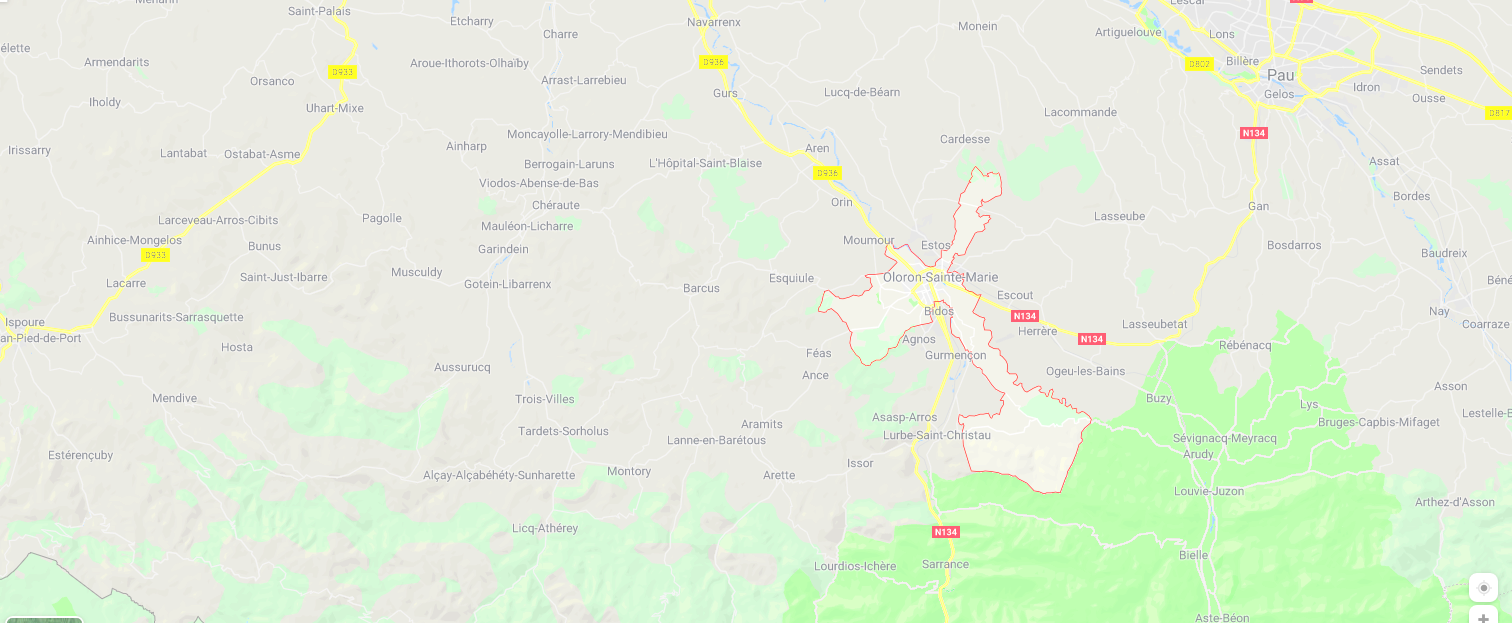 Menarin
Saint-Palais
Etcharry
Navarrenx
Monein
Lescar
Charre
Artiguelouve
Lons
élette
Armendarits
Aroue-Ithorots-Olhaïby
D936
D802
Billère
Pau
Sendets
Orsanco
D933
Arrast-Larrebieu
Gurs
Lucq-de-Béarn
Gelos
Idron
Ousse
Iholdy
Uhart-Mixe
Lacommande
D817
Moncayolle-Larrory-Mendibieu
N134
Irissarry
Lantabat
Ostabat-Asme
Ainharp
Berrogain-Laruns
L'Hôpital-Saint-Blaise
Aren
Cardesse
Assat
D936
Viodos-Abense-de-Bas
Chéraute
Orin
Bordes
Gan
Larceveau-Arros-Cibits
Pagolle
Mauléon-Licharre
Lasseube
Ainhice-Mongelos
Bunus
Garindein
Moumour
Estos
Bosdarros
D933
Baudreix
Lacarre
Saint-Just-Ibarre
Musculdy
Gotein-Libarrenx
Barcus
Esquiule
Oloron-Sainte-Marie
Béné
Escout
Ispoure
Bussunarits-Sarrasquette
Bidos
N134
Nay
Coarraze
an-Pied-de-Port
Hosta
Agnos
Herrère
N134
Lasseubetat
Rébénacq
Féas
Gurmençon
Aussurucq
Ance
Ogeu-les-Bains
Asson
Mendive
Trois-Villes
Buzy
Lys
Lestelle-B
Aramits
Asasp-Arros
Bruges-Capbis-Mifaget
Tardets-Sorholus
Lanne-en-Barétous
Lurbe-Saint-Christau
Sévignacq-Meyracq
Arudy
Estérençuby
Alçay-Alçabéhéty-Sunharette
Montory
Arette
Issor
Louvie-Juzon
Arthez-d'Asson
Licq-Athérey
N134
Lourdios-Ichère
Sarrance
Bielle
Aste-Béon